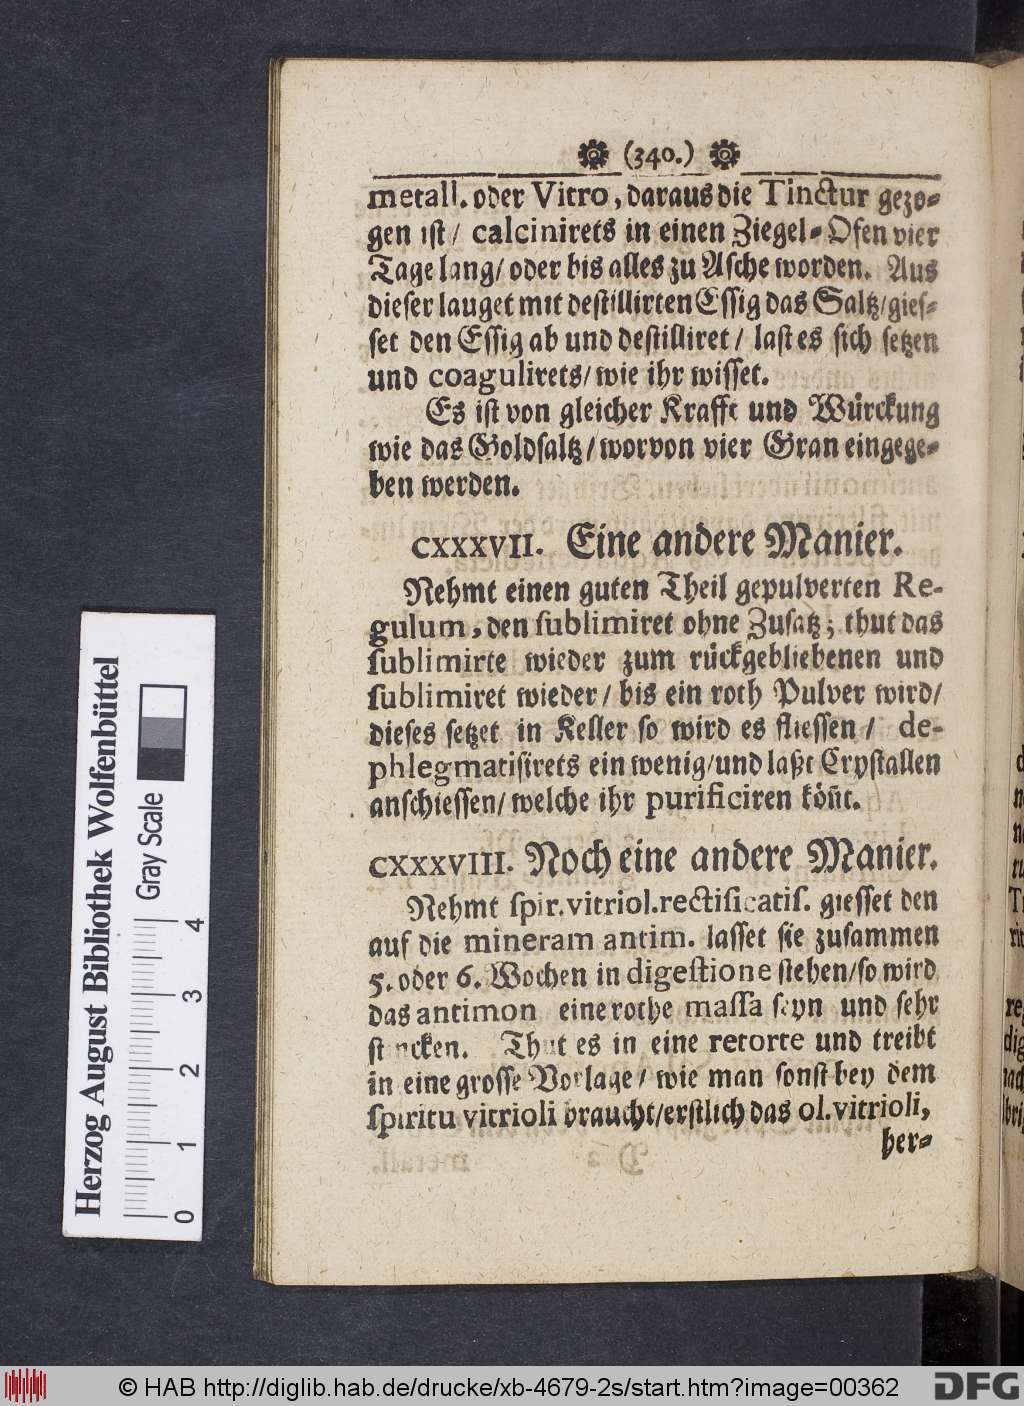 (340.)
metall. oder Vitro, daraus die Tinctur gezo-
gen ist / calcinirets in einen Ziegel-Ofen vier
Tage lang / oder bis alles zu Asche worden. Aus
dieser lauget mit destillirten Essig das Saltz / gies-
set den Essig ab und destilliret / last es sich setzen
und coagulirets / wie ihr wisset.
Es ist von gleicher Krafft und Würckung
wie das Goldsaltz / worvon vier Gran eingege-
ben werden.
CXXXVII. Eine andere Manier.
Nehmt einen guten Theil gepulverten Re-
gulum, den sublimiret ohne Zusatz, thut das
sublimirte wieder zum rückgebliebenen und
sublimiret wieder / bis ein roth Pulver wird /
dieses setzet in Keller so wird es fliessen / de-
phlegmatisirets ein wenig / und laßt Crystallen
anschiessen / welche ihr purificiren kön̄t.
CXXXVIII. Noch eine andere Manier.
Nehmt spir. vitriol. rectificatis. giesset den
auf die mineram antim. lasset sie zusammen
5. oder 6. Wochen in digestione stehen / so wird
das antimon eine rothe massa seyn und sehr
stincken. Thut es in eine retorte und treibt
in eine grosse Vorlage / wie man sonst bey dem
spiritu vitrioli braucht / erstlich das ol. vitrioli,
her-
Herzog August Bibliothek Wolfenbüttel
Gray Scale
0 1 2 3 4
© HAB http://diglib.hab.de/drucke/xb-4679-2s/start.htm?image=00362
DFG